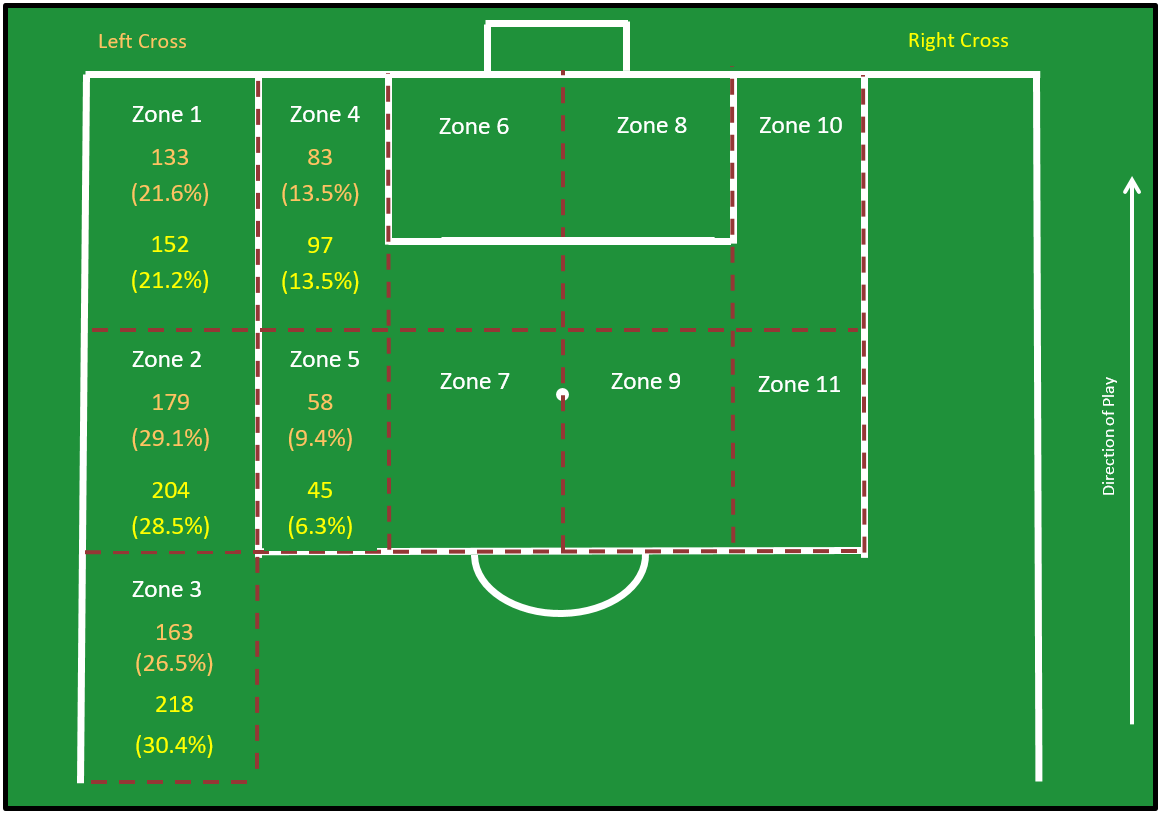 Left Cross
Right Cross
Zone 1
133
(21.6%)
152
(21.2%)
Zone 4
83
(13.5%)
97
(13.5%)
Zone 6
Zone 8
Zone 10
Zone 2
179
(29.1%)
204
(28.5%)
Zone 5
58
(9.4%)
45
(6.3%)
Zone 7
Zone 9
Zone 11
Zone 3
163
(26.5%)
218
(30.4%)
Direction of Play